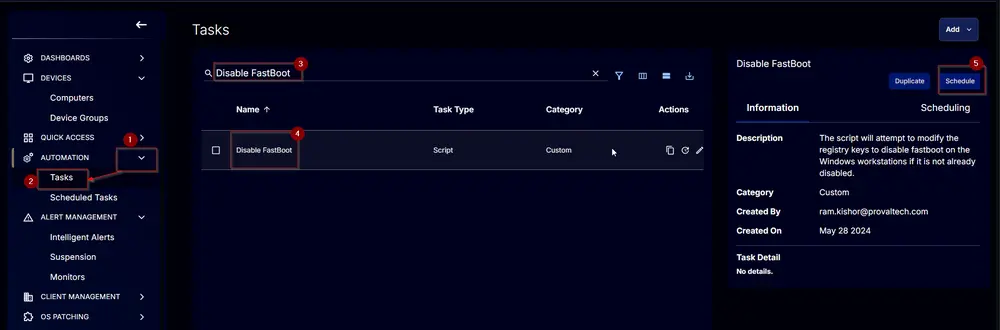 Tasks
Add
DASHBOARDS
DEVICES
Computers
Device Groups
QUICK ACCESS
1
AUTOMATION
2
Tasks
Scheduled Tasks
ALERT MANAGEMENT
Intelligent Alerts
Suspension
Monitors
CLIENT MANAGEMENT
OS PATCHING
3
Disable FastBoot
Name
Task Type
Category
Actions
4
Disable FastBoot
Script
Custom
Disable FastBoot
5
Duplicate
Schedule
Information
Scheduling
Description
The script will attempt to modify the
registry keys to disable fastboot on the
Windows workstations if it is not already
disabled.
Category
Custom
Created By
ram.kishor@provaltech.com
Created On
May 28 2024
Task Detail
No details.